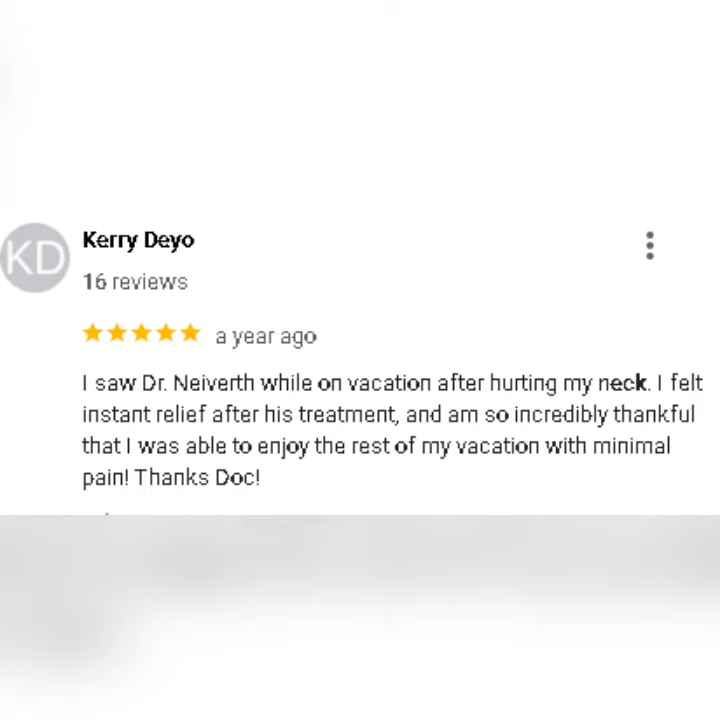 KD
Kerry Deyo
16 reviews
a year ago
I saw Dr. Neiverth while on vacation after hurting my neck. I felt
instant relief after his treatment, and am so incredibly thankful
that I was able to enjoy the rest of my vacation with minimal
pain! Thanks Doc!